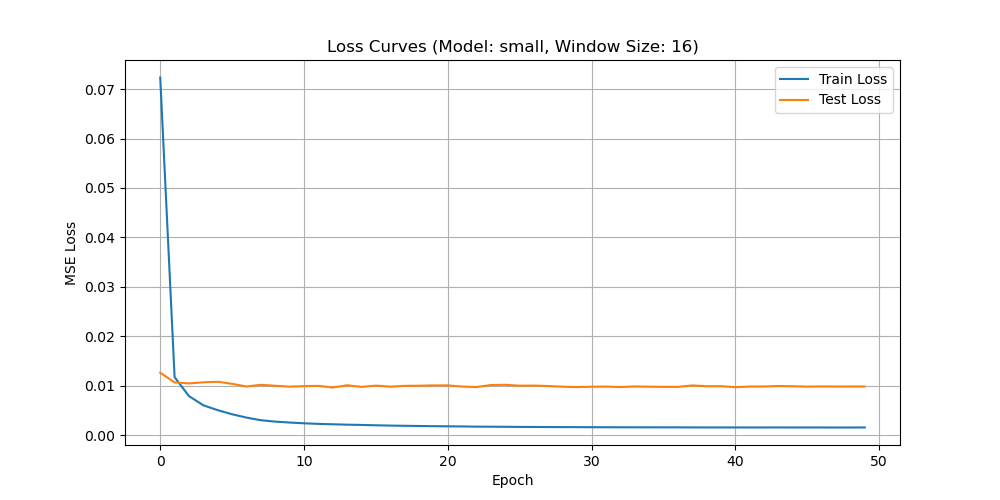 Loss Curves (Model: small, Window Size: 16)
Train Loss
Test Loss
MSE Loss
0.07
0.06
0.05
0.04
0.03
0.02
0.01
0.00
0 10 20 30 40 50
Epoch